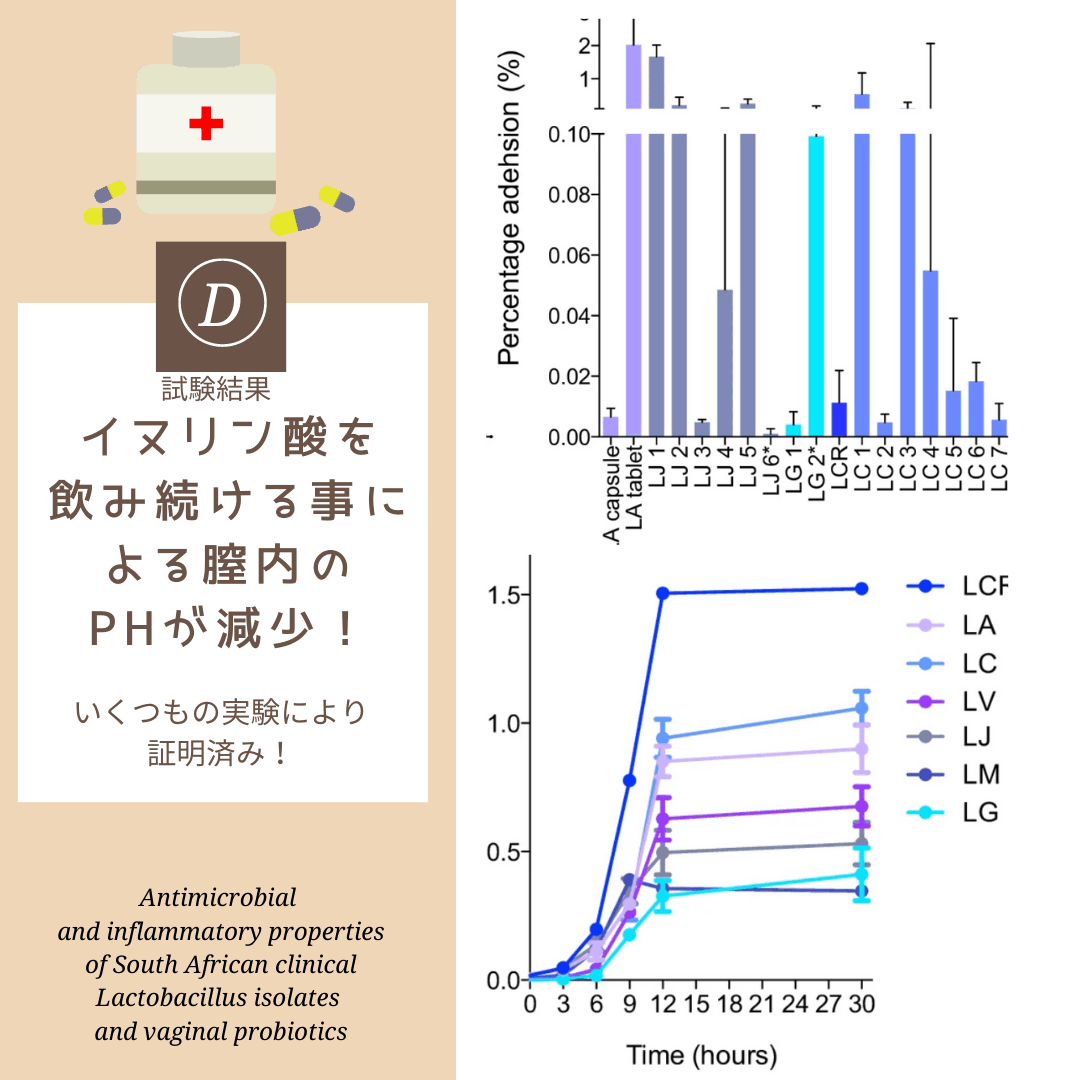 D
試験結果
イヌリン酸を
飲み続ける事に
よる膣内の
PHが減少！
いくつもの実験により
証明済み！
Antimicrobial
and inflammatory properties
of South African clinical
Lactobacillus isolates
and vaginal probiotics
Percentage adehsion (%)
2
1
0.10
0.08
0.06
0.04
0.02
0.00
A capsule
LA tablet
LJ 1
LJ 2
LJ 3
LJ 4
LJ 5
LJ 6*
LG 1
LG 2*
LCR
LC 1
LC 2
LC 3
LC 4
LC 5
LC 6
LC 7
1.5
1.0
0.5
0.0
0 3 6 9 12 15 18 21 24 27 30
Time (hours)
LA
LC
LV
LJ
LM
LG